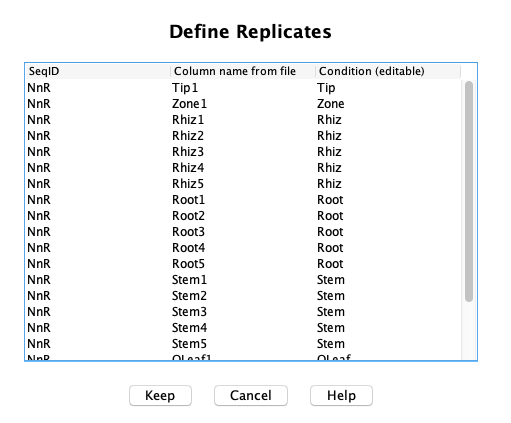 Define Replicates
SeqID Column name from file Condition (editable)
NnR Tip1 Tip
NnR Zone1 Zone
NnR Rhiz1 Rhiz
NnR Rhiz2 Rhiz
NnR Rhiz3 Rhiz
NnR Rhiz4 Rhiz
NnR Rhiz5 Rhiz
NnR Root1 Root
NnR Root2 Root
NnR Root3 Root
NnR Root4 Root
NnR Root5 Root
NnR Stem1 Stem
NnR Stem2 Stem
NnR Stem3 Stem
NnR Stem4 Stem
NnR Stem5 Stem
NnR OLeaf1 OLeaf
Keep Cancel Help